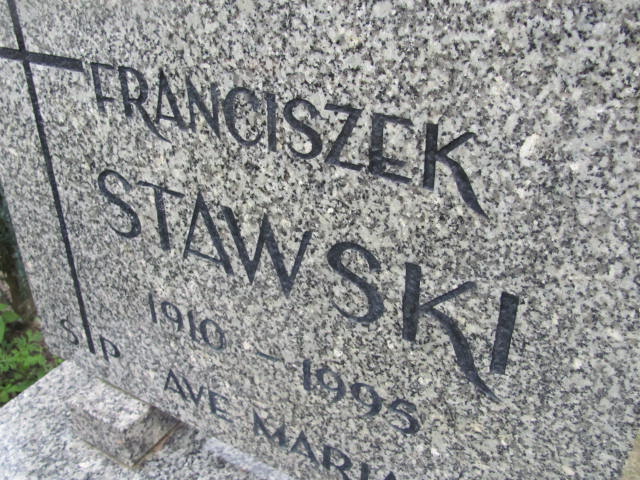 FRANCISZEK
STAWSKI
1910 – 1995
S P
AVE MARIA